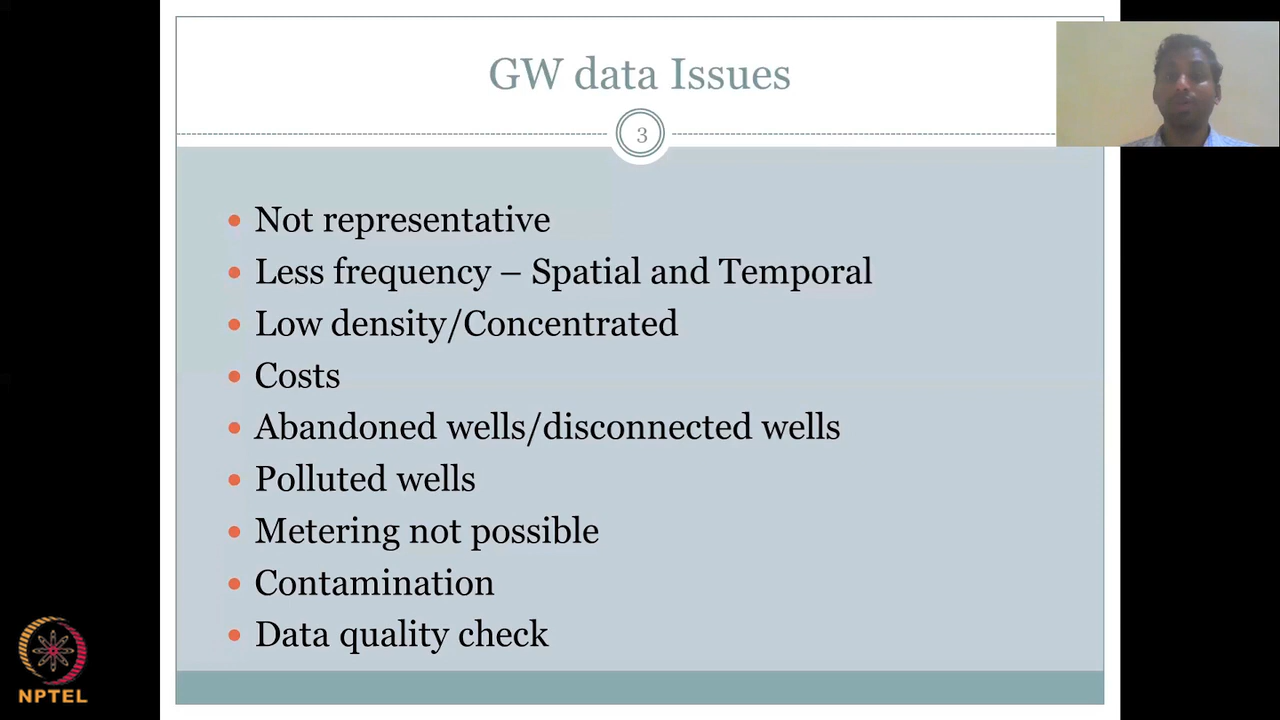 GW data Issues
3
Not representative
Less frequency – Spatial and Temporal
Low density/Concentrated
Costs
Abandoned wells/disconnected wells
Polluted wells
Metering not possible
Contamination
Data quality check
NPTEL